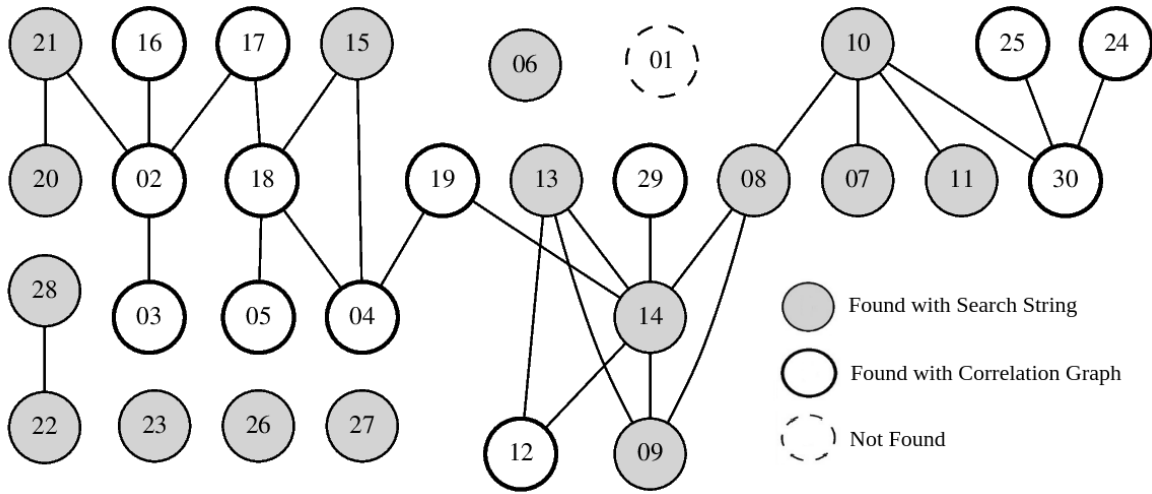 21 16 17 15 06 01 10 25 24
20 02 18 19 13 29 08 07 11 30
28 03 05 04 14
22 23 26 27 12 09
Found with Search String
Found with Correlation Graph
Not Found